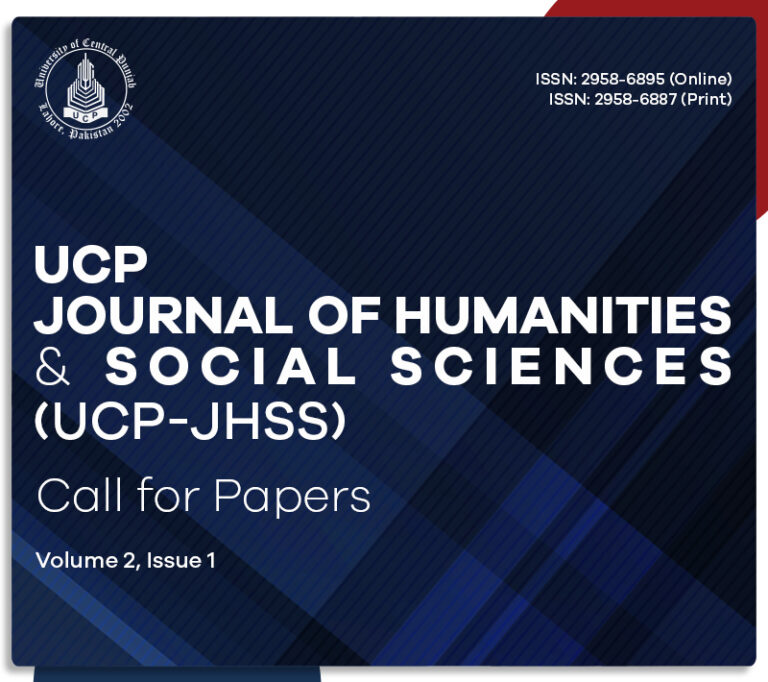 University of Central Punjab
Lahore, Pakistan 2002
UCP
ISSN: 2958-6895 (Online)
ISSN: 2958-6887 (Print)
UCP
JOURNAL OF HUMANITIES
& SOCIAL SCIENCES
(UCP-JHSS)
Call for Papers
Volume 2, Issue 1